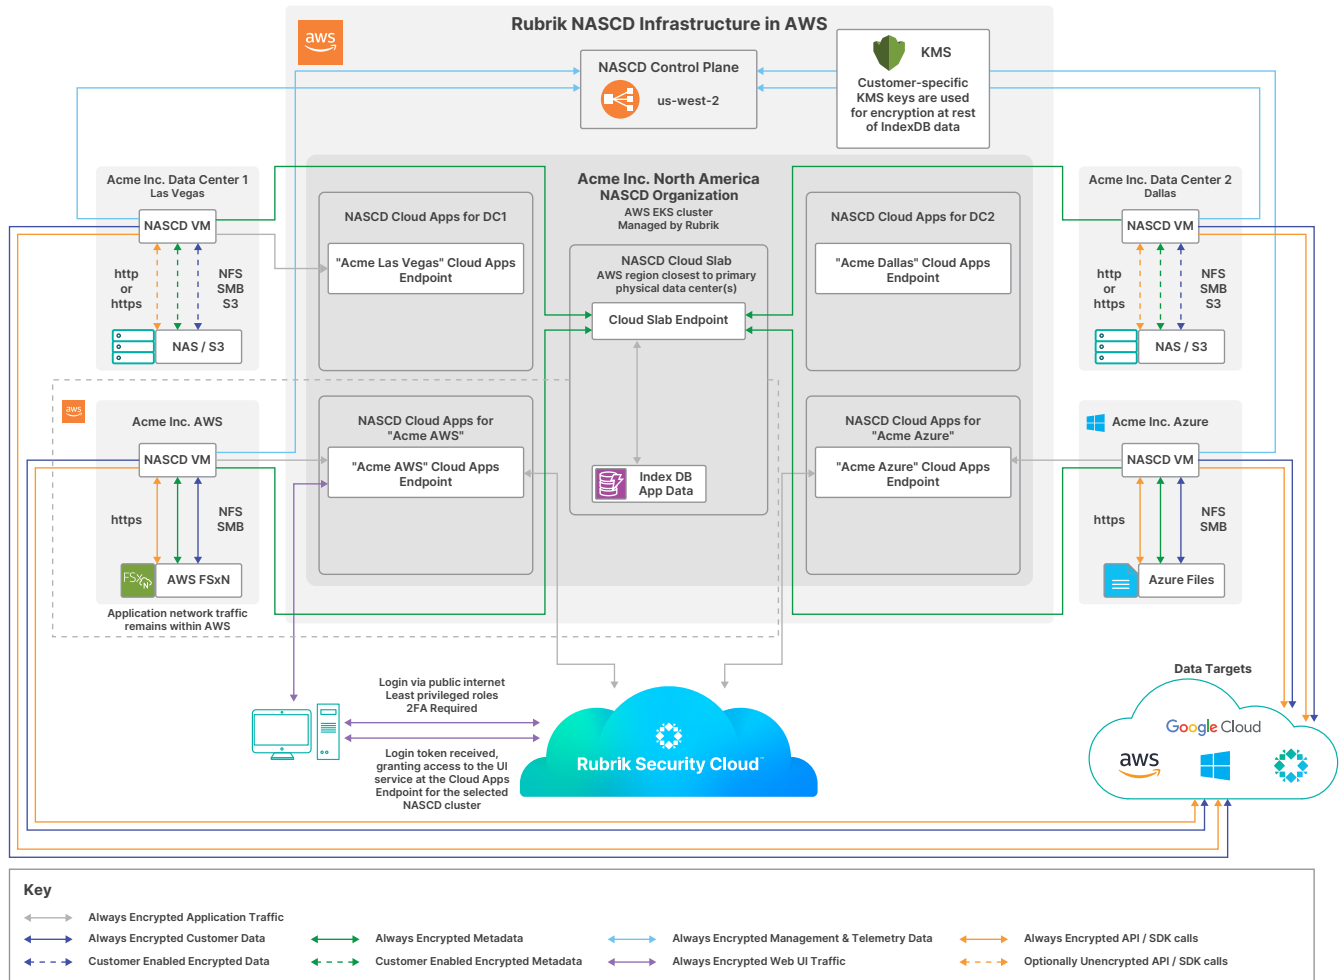 Rubrik NASCD Infrastructure in AWS
aws
NASCD Control Plane
us-west-2
KMS
Customer-specific
KMS keys are used
for encryption at rest
of IndexDB data
Acme Inc. Data Center 1
Las Vegas
NASCD VM
http
or
https
NFS
SMB
S3
NAS / S3
Acme Inc. North America
NASCD Organization
AWS EKS cluster
Managed by Rubrik
NASCD Cloud Apps for DC1
"Acme Las Vegas" Cloud Apps
Endpoint
NASCD Cloud Slab
AWS region closest to primary
physical data center(s)
Cloud Slab Endpoint
Index DB
App Data
NASCD Cloud Apps for DC2
"Acme Dallas" Cloud Apps
Endpoint
Acme Inc. Data Center 2
Dallas
NASCD VM
http
or
https
NFS
SMB
S3
NAS / S3
aws
Acme Inc. AWS
NASCD VM
https
NFS
SMB
FSx
N
AWS FSxN
Application network traffic
remains within AWS
NASCD Cloud Apps for
"Acme AWS"
"Acme AWS" Cloud Apps
Endpoint
NASCD Cloud Apps for
"Acme Azure"
"Acme Azure" Cloud Apps
Endpoint
Acme Inc. Azure
NASCD VM
https
NFS
SMB
Azure Files
Login via public internet
Least privileged roles
2FA Required
Login token received,
granting access to the UI
service at the Cloud Apps
Endpoint for the selected
NASCD cluster
Rubrik Security Cloud
Data Targets
Google Cloud
aws
Key
Always Encrypted Application Traffic
Always Encrypted Customer Data
Always Encrypted Metadata
Always Encrypted Management & Telemetry Data
Always Encrypted API / SDK calls
Customer Enabled Encrypted Data
Customer Enabled Encrypted Metadata
Always Encrypted Web UI Traffic
Optionally Unencrypted API / SDK calls